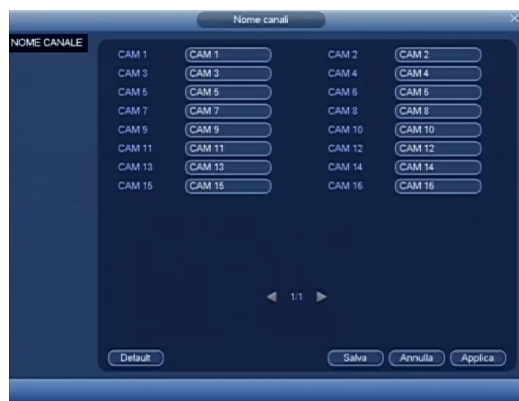 Nome canali
NOME CANALE
CAM 1 CAM 1 CAM 2 CAM 2
CAM 3 CAM 3 CAM 4 CAM 4
CAM 5 CAM 5 CAM 6 CAM 6
CAM 7 CAM 7 CAM 8 CAM 8
CAM 9 CAM 9 CAM 10 CAM 10
CAM 11 CAM 11 CAM 12 CAM 12
CAM 13 CAM 13 CAM 14 CAM 14
CAM 15 CAM 15 CAM 16 CAM 16
1/1
Default Salva Annulla Applica